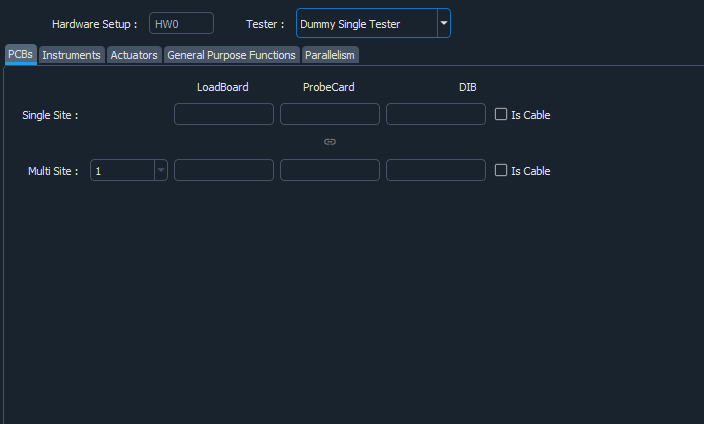 Hardware Setup : HW0 Tester : Dummy Single Tester
PCBs Instruments Actuators General Purpose Functions Parallelism
LoadBoard ProbeCard DIB
Single Site : Is Cable
Multi Site : 1 Is Cable